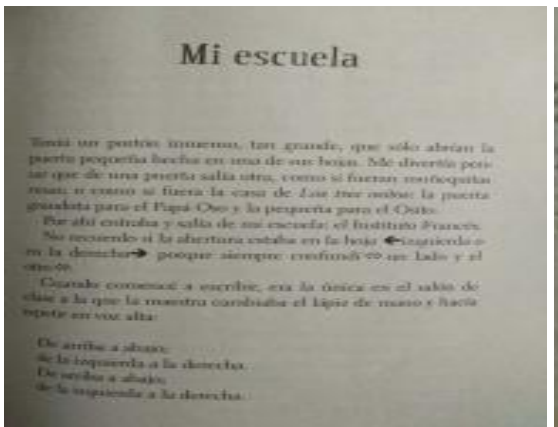 Mi escuela
Tenía un portón inmenso, tan grande, que sólo abrían la
puerta pequeña hecha en una de sus hojas. Me divertía pen-
sar que de una puerta salía otra, como si fueran muñequitas
rusas o como si fuera la casa de Los tres ositos: la puerta
grandota para el Papá Oso y la pequeña para el Osito.
Por ahí entraba y salía de mi escuela: el Instituto Francés.
No recuerdo si la abertura estaba en la hoja ←izquierda o
en la derecha→ porque siempre confundí ⇔ un lado y el
otro⇔.
Cuando comencé a escribir, era la única en el salón de
clase a la que la maestra cambiaba el lápiz de mano y hacía
repetir en voz alta:
De arriba a abajo;
de la izquierda a la derecha.
De arriba a abajo;
de la izquierda a la derecha.